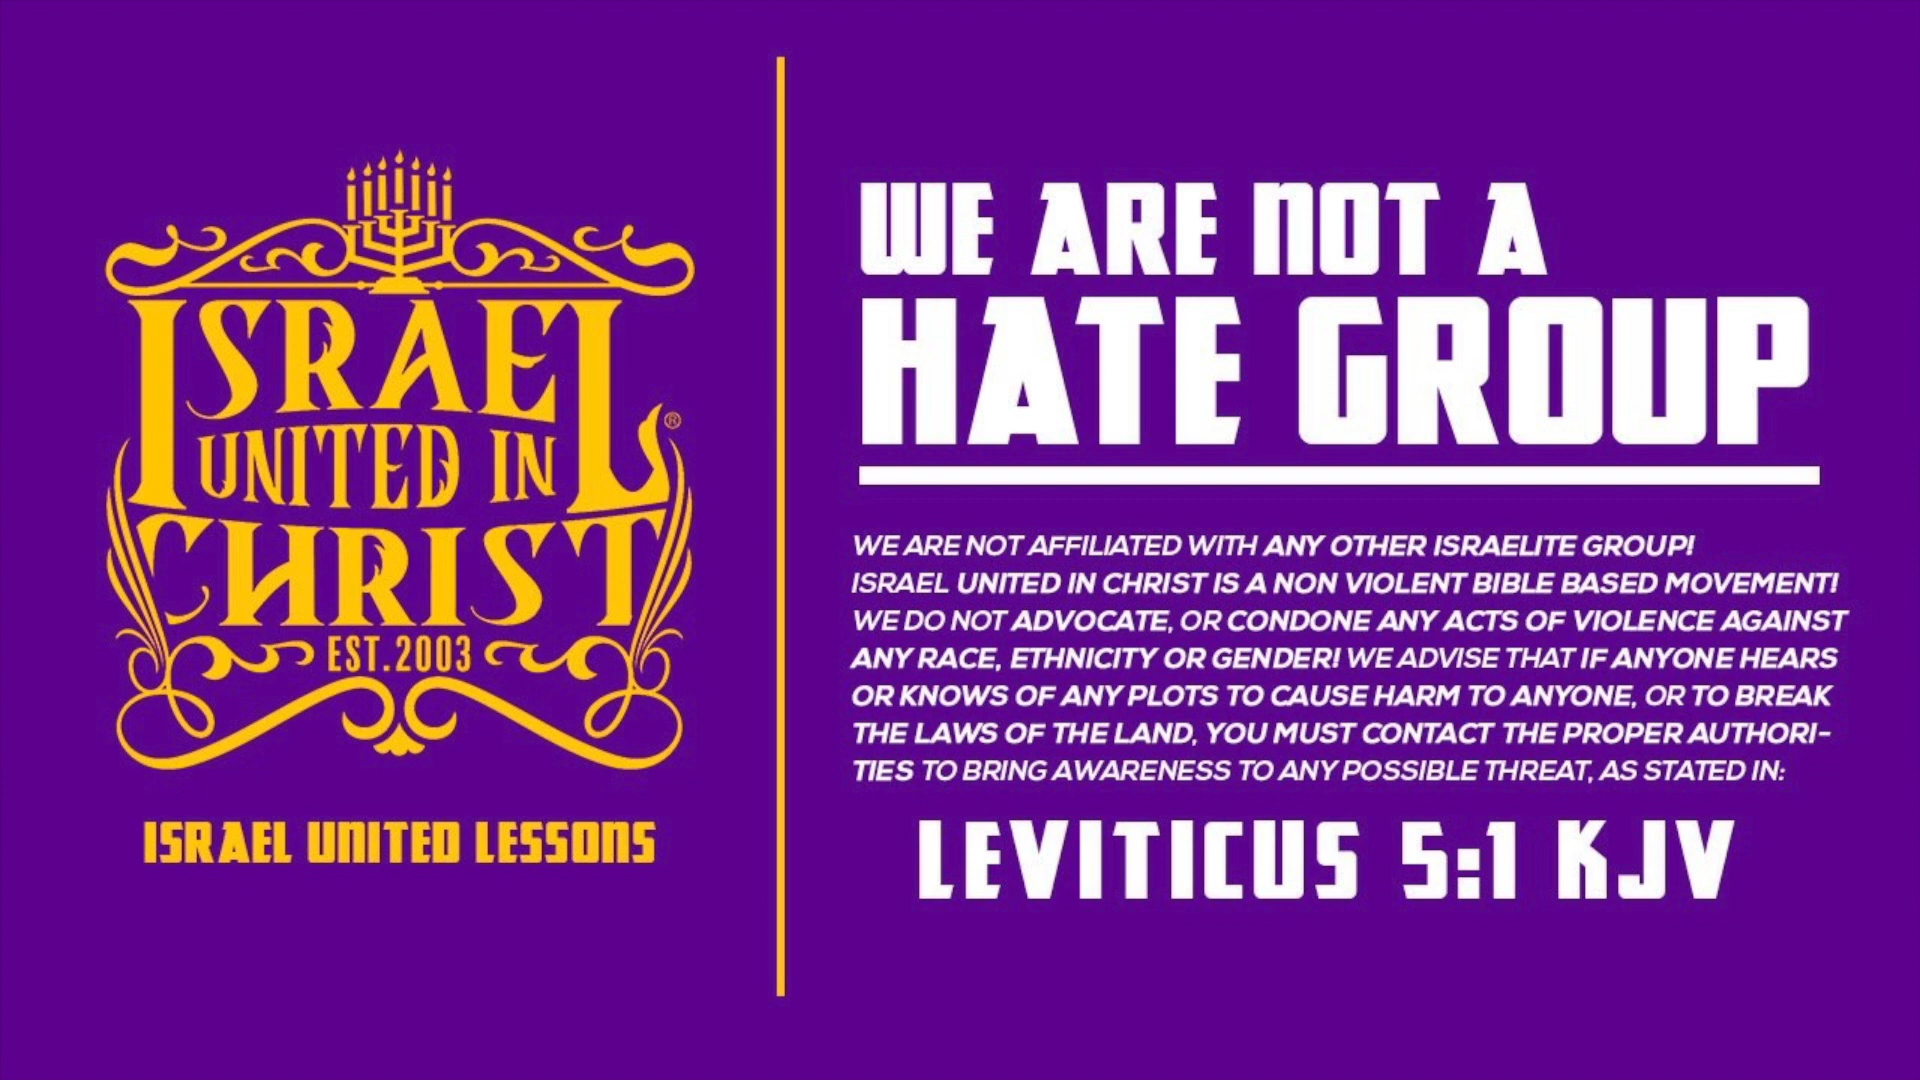 ISRAEL
UNITED IN
CHRIST
®
EST.2003
ISRAEL UNITED LESSONS
WE ARE NOT A
HATE GROUP
WE ARE NOT AFFILIATED WITH ANY OTHER ISRAELITE GROUP!
ISRAEL UNITED IN CHRIST IS A NON VIOLENT BIBLE BASED MOVEMENT!
WE DO NOT ADVOCATE, OR CONDONE ANY ACTS OF VIOLENCE AGAINST
ANY RACE, ETHNICITY OR GENDER! WE ADVISE THAT IF ANYONE HEARS
OR KNOWS OF ANY PLOTS TO CAUSE HARM TO ANYONE, OR TO BREAK
THE LAWS OF THE LAND, YOU MUST CONTACT THE PROPER AUTHORI-
TIES TO BRING AWARENESS TO ANY POSSIBLE THREAT, AS STATED IN:
LEVITICUS 5:1 KJV